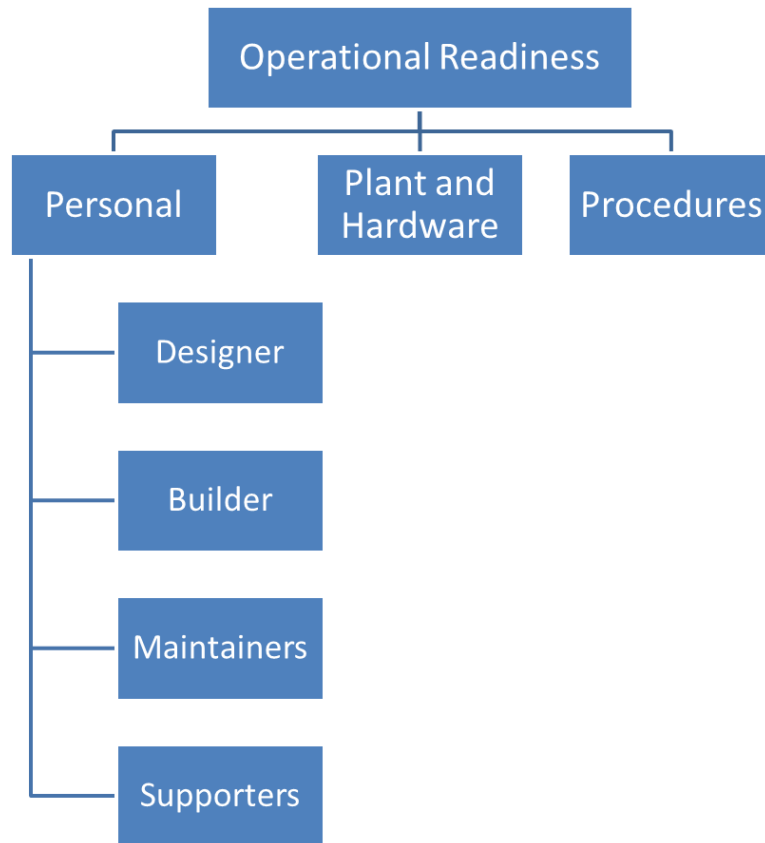 Operational Readiness
Personal
Plant and
Hardware
Procedures
Designer
Builder
Maintainers
Supporters